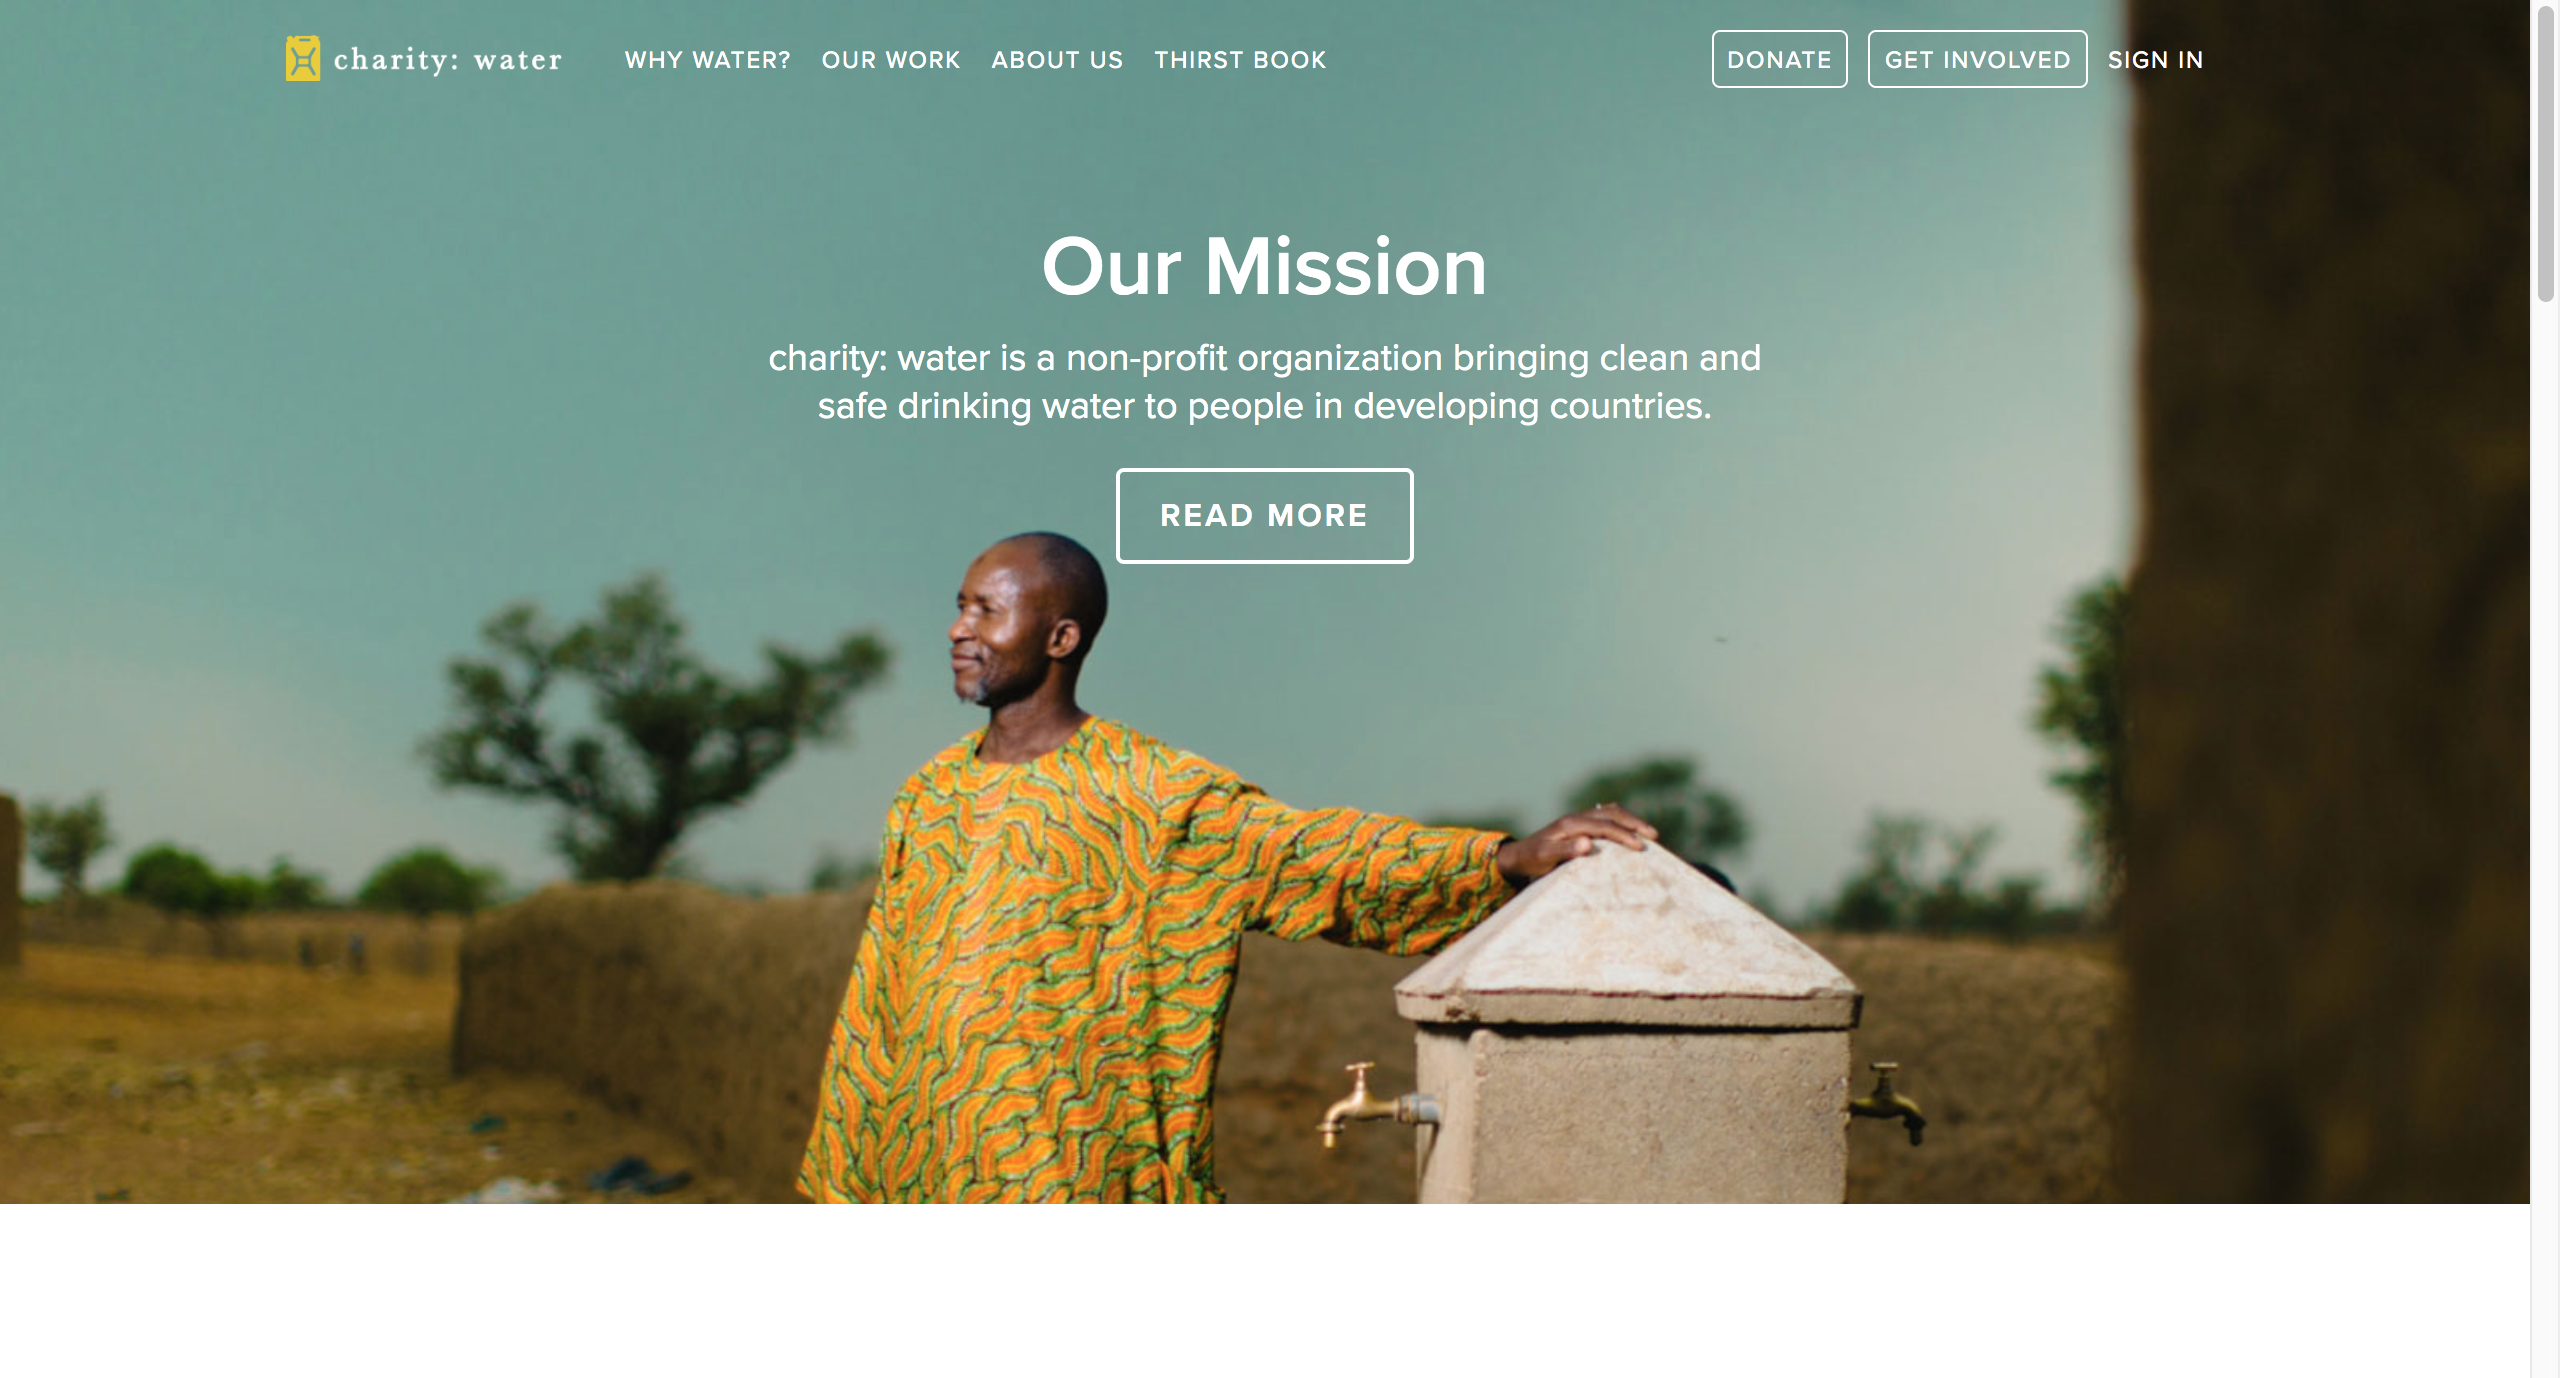 charity: water
WHY WATER? OUR WORK ABOUT US THIRST BOOK
DONATE GET INVOLVED SIGN IN
Our Mission
charity: water is a non-profit organization bringing clean and
safe drinking water to people in developing countries.
READ MORE